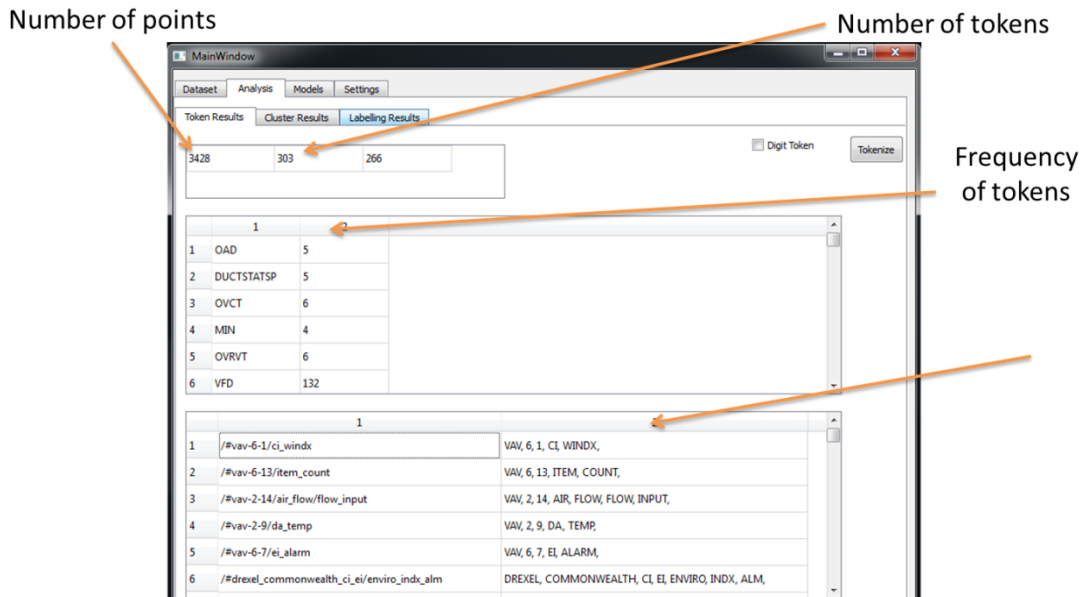 Number of points
Number of tokens
MainWindow
Dataset Analysis Models Settings
Token Results Cluster Results Labelling Results
Digit Token
Tokenize
3428 303 266
Frequency
of tokens
1 2
1 OAD 5
2 DUCTSTATSP 5
3 OVCT 6
4 MIN 4
5 OVRVT 6
6 VFD 132
1
1 /#vav-6-1/ci_windx VAV, 6, 1, CI, WINDX,
2 /#vav-6-13/item_count VAV, 6, 13, ITEM, COUNT,
3 /#vav-2-14/air_flow/flow_input VAV, 2, 14, AIR, FLOW, FLOW, INPUT,
4 /#vav-2-9/da_temp VAV, 2, 9, DA, TEMP,
5 /#vav-6-7/ei_alarm VAV, 6, 7, EI, ALARM,
6 /#drexel_commonwealth_ci_ei/enviro_indx_alm DREXEL, COMMONWEALTH, CI, EI, ENVIRO, INDX, ALM,